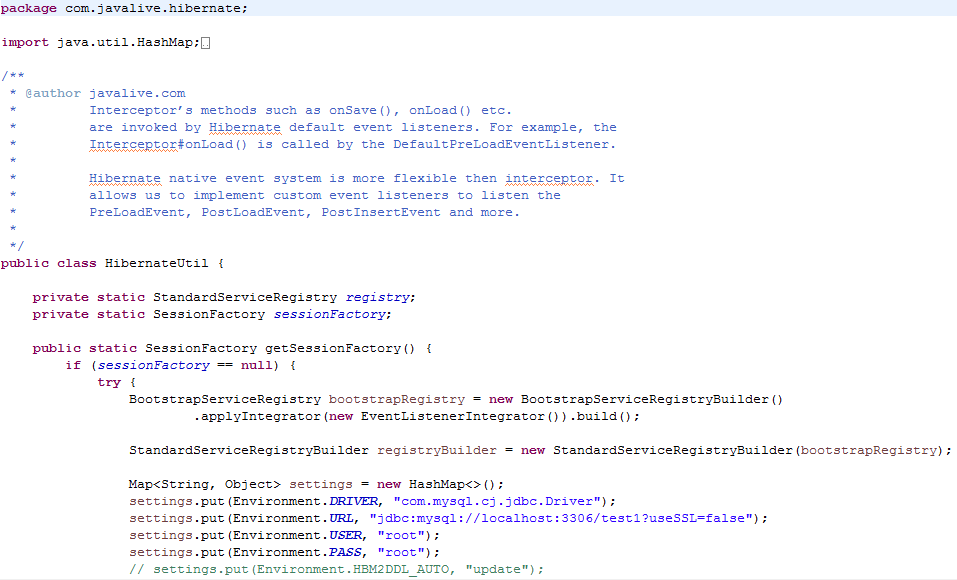 package com.javalive.hibernate;
import java.util.HashMap;
/**
* @author javalive.com
* Interceptor's methods such as onSave(), onLoad() etc.
* are invoked by Hibernate default event listeners. For example, the
* Interceptor#onLoad() is called by the DefaultPreLoadEventListener.
*
* Hibernate native event system is more flexible then interceptor. It
* allows us to implement custom event listeners to listen the
* PreLoadEvent, PostLoadEvent, PostInsertEvent and more.
*
*/
public class HibernateUtil {
private static StandardServiceRegistry registry;
private static SessionFactory sessionFactory;
public static SessionFactory getSessionFactory() {
if (sessionFactory == null) {
try {
BootstrapServiceRegistry bootstrapRegistry = new BootstrapServiceRegistryBuilder()
.applyIntegrator(new EventListenerIntegrator()).build();
StandardServiceRegistryBuilder registryBuilder = new StandardServiceRegistryBuilder(bootstrapRegistry);
Map<String, Object> settings = new HashMap<>();
settings.put(Environment.DRIVER, "com.mysql.cj.jdbc.Driver");
settings.put(Environment.URL, "jdbc:mysql://localhost:3306/test1?useSSL=false");
settings.put(Environment.USER, "root");
settings.put(Environment.PASS, "root");
// settings.put(Environment.HBM2DDL_AUTO, "update");